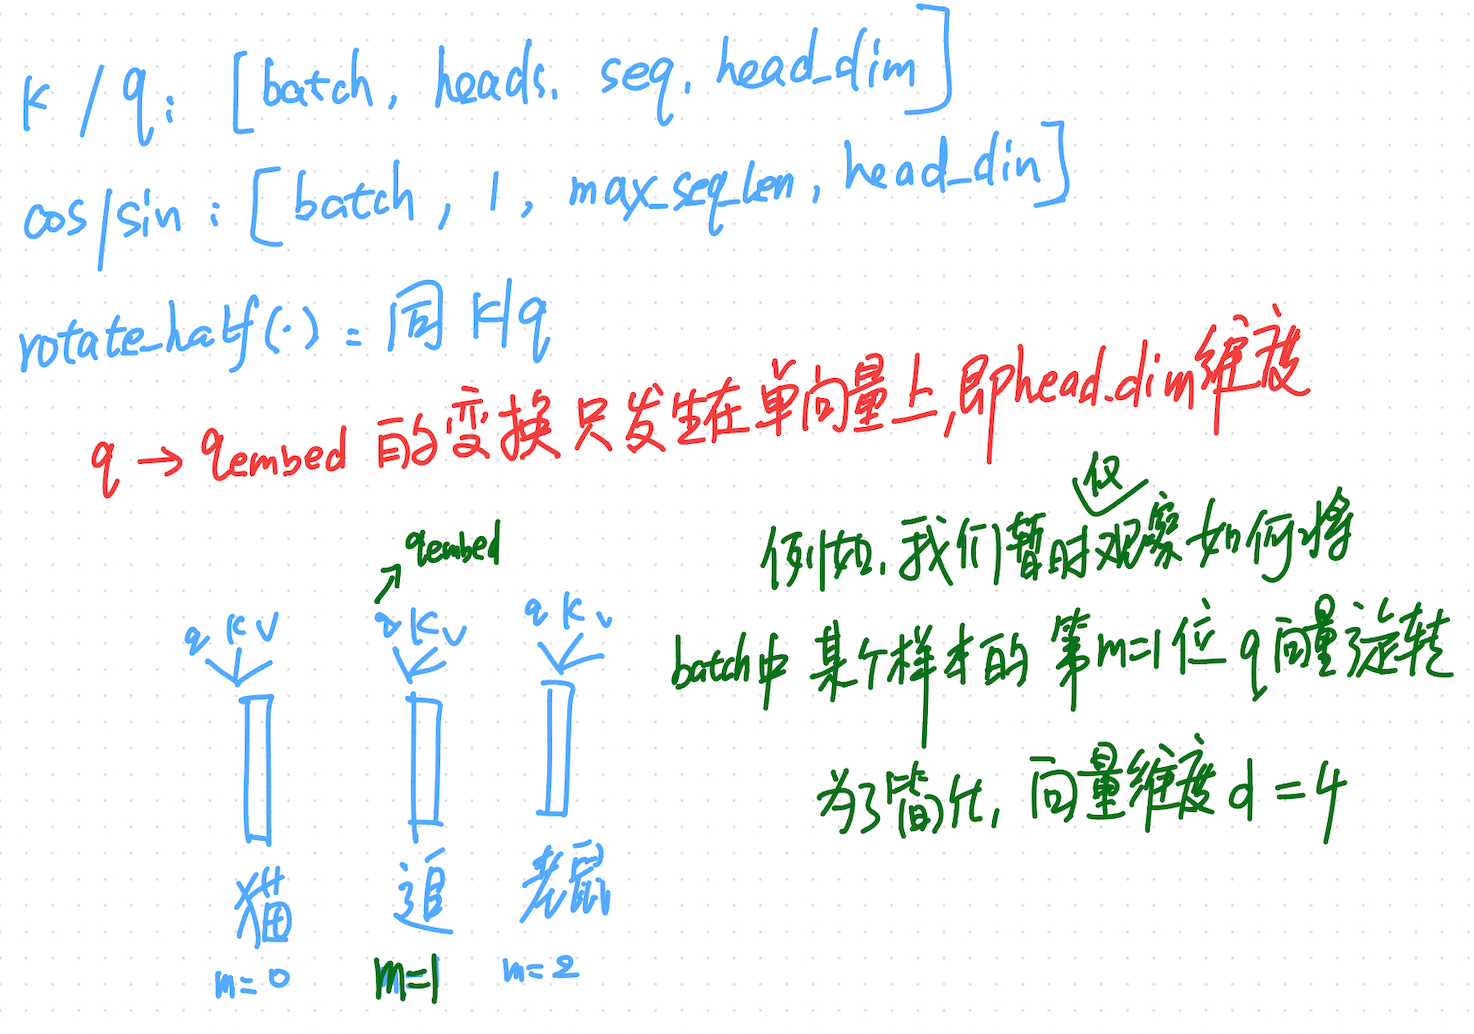 k / q: [batch, heads, seq, head_dim]
cos/sin : [batch, 1, max_seq_len, head_din]
rotate_half(·) = 同 k/q
q → qembed 的变换只发生在单向量上,即head_dim维度
仅
例如,我们暂时观察如何将
batch中 某个样本的 第m=1位 q向量旋转
为了简化, 向量维度 d = 4
qembed
q k v
q k v
q k v
猫 追 老鼠
m=0 m=1 m=2